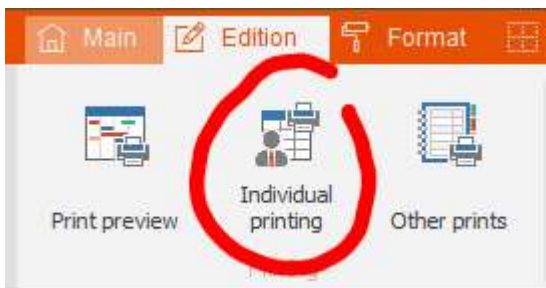 Main Edition Format
Print preview
Individual
printing
Other prints